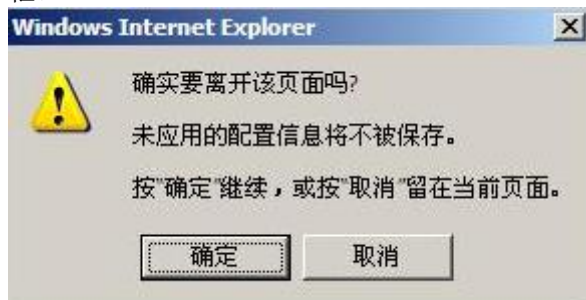 Windows Internet Explorer
确实要离开该页面吗?
未应用的配置信息将不被保存。
按"确定"继续，或按"取消"留在当前页面。
确定
取消